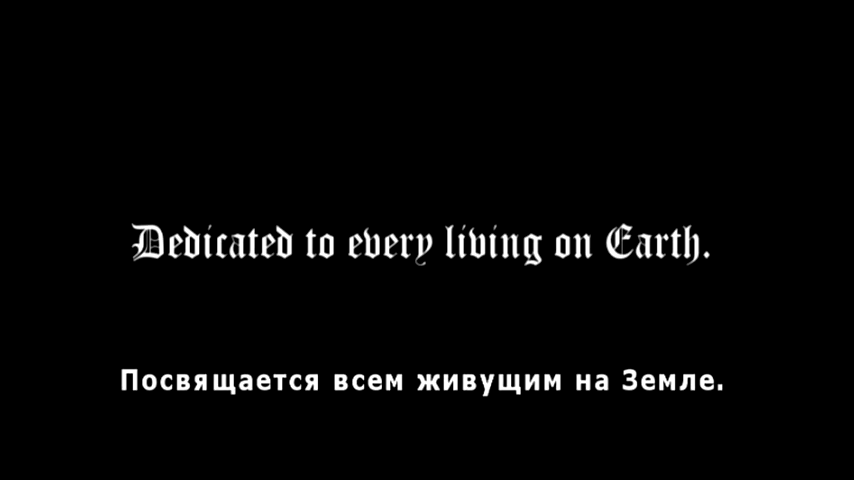 Dedicated to every living on Earth.
Посвящается всем живущим на Земле.